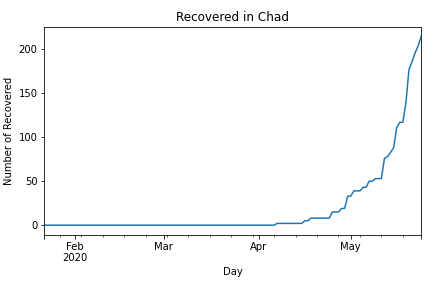 Recovered in Chad
Number of Recovered
200
150
100
50
0
Feb
2020
Mar
Apr
May
Day